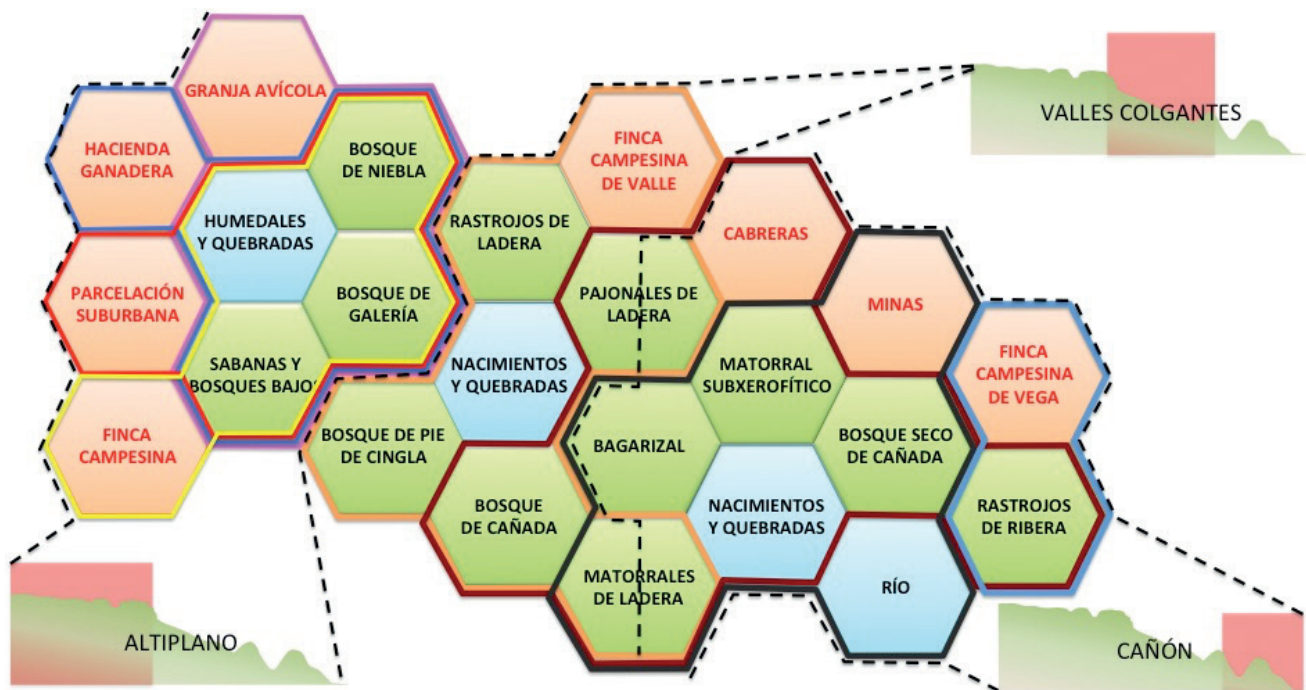 GRANJA AVÍCOLA
HACIENDA
GANADERA
BOSQUE
DE NIEBLA
FINCA
CAMPESINA
DE VALLE
VALLES COLGANTES
HUMEDALES
Y QUEBRADAS
RASTROJOS DE
LADERA
CABRERAS
PARCELACIÓN
SUBURBANA
BOSQUE DE
GALERÍA
PAJONALES DE
LADERA
MINAS
SABANAS Y
BOSQUES BAJOS
NACIMIENTOS
Y QUEBRADAS
MATORRAL
SUBXEROFÍTICO
FINCA
CAMPESINA
DE VEGA
FINCA
CAMPESINA
BOSQUE DE PIE
DE CINGLA
BAGARIZAL
BOSQUE SECO
DE CAÑADA
BOSQUE
DE CAÑADA
NACIMIENTOS
Y QUEBRADAS
RASTROJOS
DE RIBERA
MATORRALES
DE LADERA
RÍO
ALTIPLANO
CAÑÓN